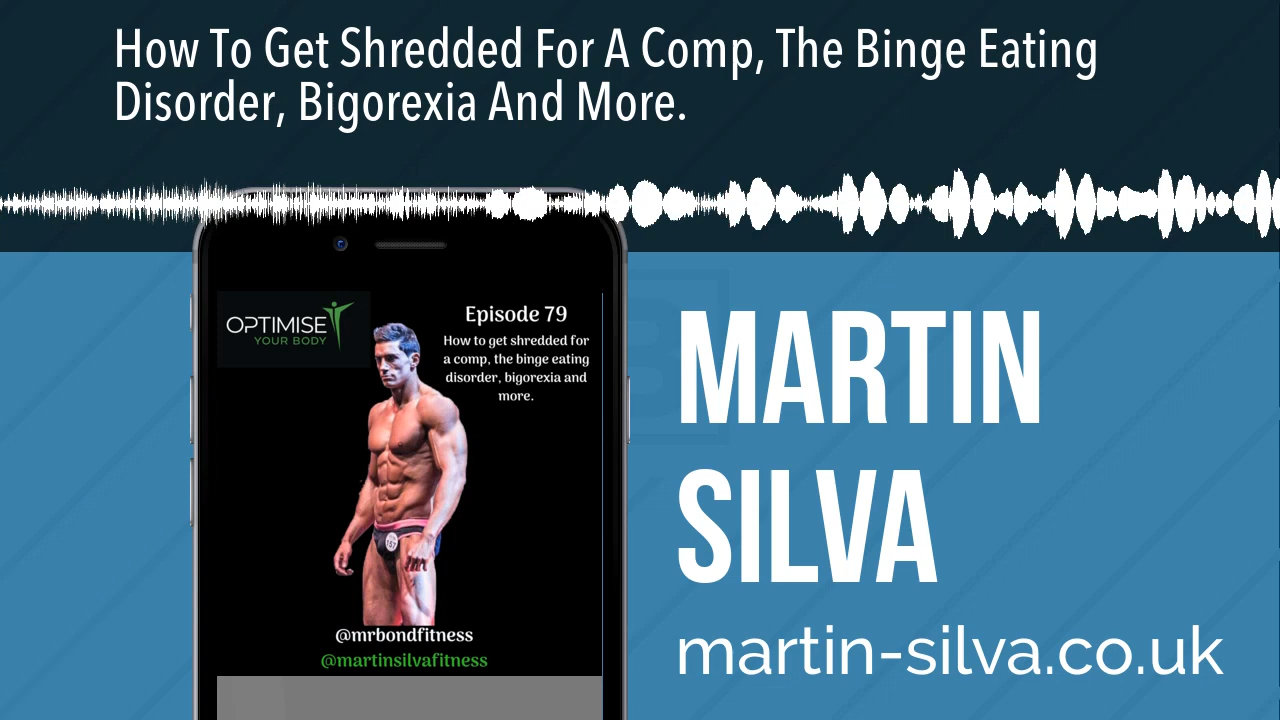 How To Get Shredded For A Comp, The Binge Eating
Disorder, Bigorexia And More.
OPTIMISE
YOUR BODY
Episode 79
How to get shredded for
a comp, the binge eating
disorder, bigorexia and
more.
@mrbondfitness
@martinsilvafitness
MARTIN
SILVA
martin-silva.co.uk